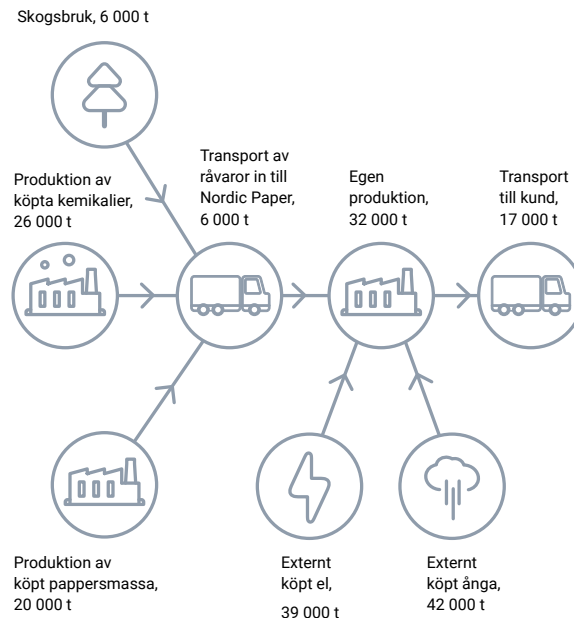 Skogsbruk, 6 000 t
Produktion av
köpta kemikalier,
26 000 t
Transport av
råvaror in till
Nordic Paper,
6 000 t
Egen
produktion,
32 000 t
Transport
till kund,
17 000 t
Produktion av
köpt pappersmassa,
20 000 t
Externt
köpt el,
39 000 t
Externt
köpt ånga,
42 000 t